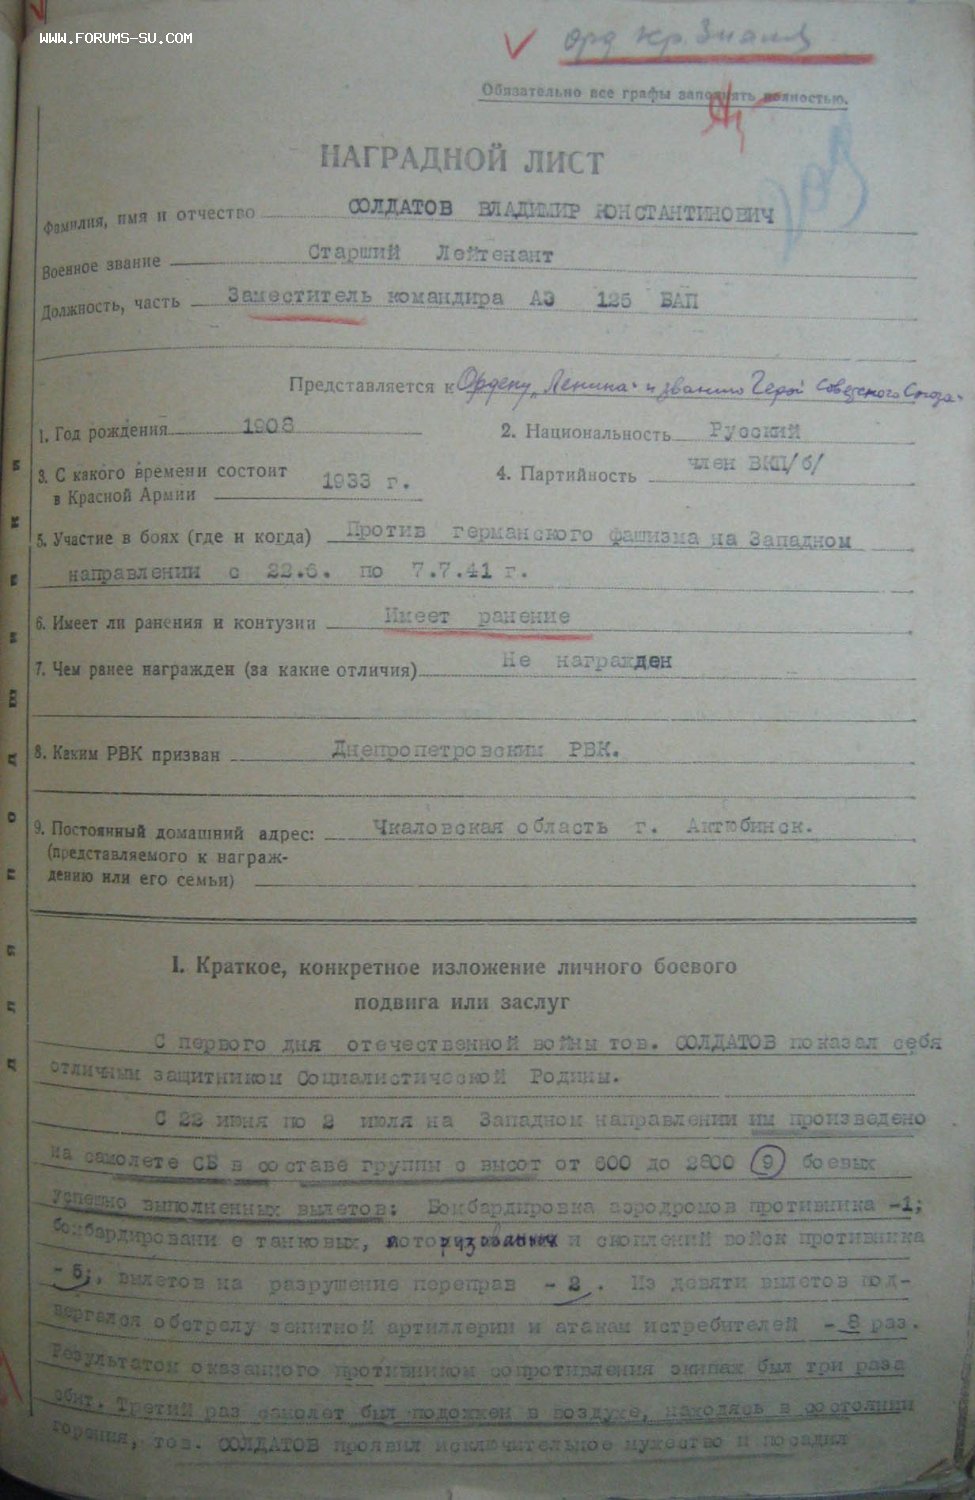 WWW.FORUMS-SU.COM
орд кр. Знамя
Обязательно все графы заполнять полностью.
НАГРАДНОЙ ЛИСТ
Фамилия, имя и отчество СОЛДАТОВ ВЛАДИМИР КОНСТАНТИНОВИЧ
Военное звание Старший Лейтенант
Должность, часть Заместитель командира АЭ 125 БАП
Представляется к Ордену "Ленина" и званию Герой Советского Союза.
1. Год рождения 1908 2. Национальность Русский
3. С какого времени состоит в Красной Армии 1933 г. 4. Партийность член ВКП/б/
5. Участие в боях (где и когда) Против германского фашизма на Западном
направлении с 22.6. по 7.7.41 г.
6. Имеет ли ранения и контузии Имеет ранение
7. Чем ранее награжден (за какие отличия) Не награжден
8. Каким РВК призван Днепропетровским РВК.
9. Постоянный домашний адрес: Чкаловская область г. Актюбинск.
(представляемого к награж-
дению или его семьи)
Для подшивки
I. Краткое, конкретное изложение личного боевого
подвига или заслуг
С первого дня отечественной войны тов. СОЛДАТОВ показал себя
отличным защитником Социалистической Родины.
С 22 июня по 2 июля на Западном направлении им произведено
на самолете СБ в составе группы с высот от 600 до 2800 9 боевых
успешно выполненных вылетов: Бомбардировка аэродромов противника -1;
бомбардировани е танковых, моторизованных и скоплений войск противника
- 6;, вылетов на разрушение переправ - 2. Из девяти вылетов под-
вергался обстрелу зенитной артиллерии и атакам истребителей - 8 раз.
Результатом оказанного противником сопротивления экипаж был три раза
сбит. Третий раз самолет был подожжен в воздухе, находясь в состоянии
горения, тов. СОЛДАТОВ проявил исключительное мужество и посадил